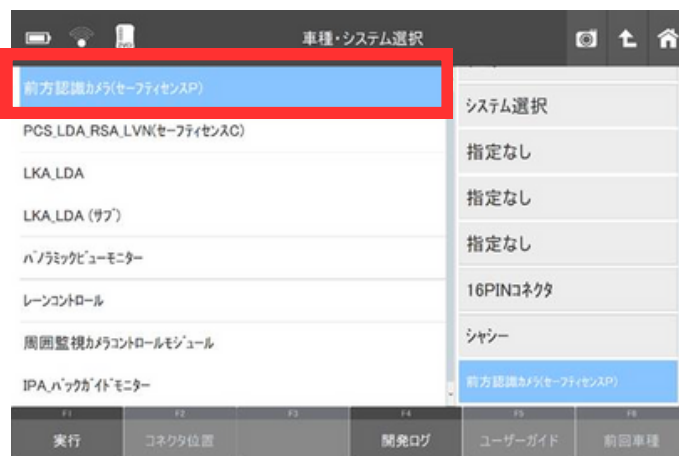 車種・システム選択
前方認識カメラ(セーフティセンスP)
PCS_LDA_RSA_LVN(セーフティセンスC)
LKA_LDA
LKA_LDA (サブ)
パノラミックビューモニター
レーンコントロール
周囲監視カメラコントロールモジュール
IPA_バックガイドモニター
システム選択
指定なし
指定なし
指定なし
16PINコネクタ
シャシー
前方認識カメラ(セーフティセンスP)
F1 F2 F3 F4 F5 F6
実行 コネクタ位置 開発ログ ユーザーガイド 前回車種